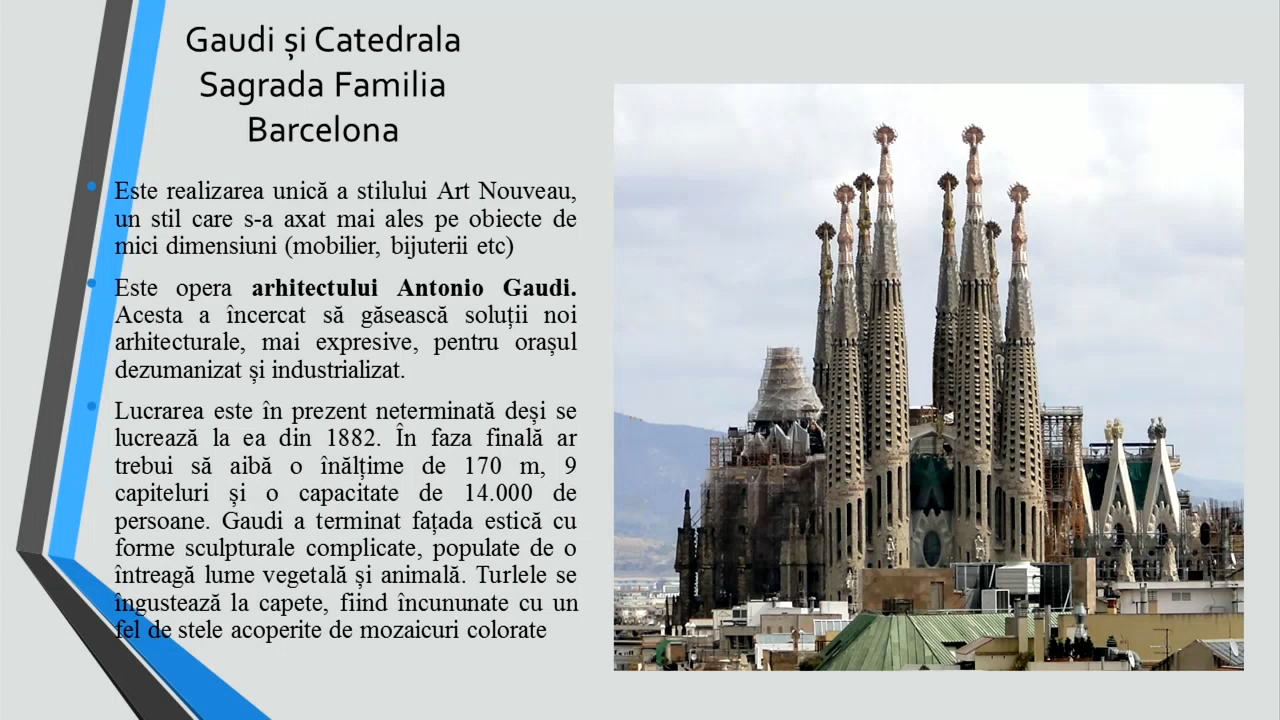 Gaudi și Catedrala
Sagrada Familia
Barcelona
Este realizarea unică a stilului Art Nouveau,
un stil care s-a axat mai ales pe obiecte de
mici dimensiuni (mobilier, bijuterii etc)
Este opera arhitectului Antonio Gaudi.
Acesta a încercat să găsească soluții noi
arhitecturale, mai expresive, pentru orașul
dezumanizat și industrializat.
Lucrarea este în prezent neterminată deși se
lucrează la ea din 1882. În faza finală ar
trebui să aibă o înălțime de 170 m, 9
capiteluri și o capacitate de 14.000 de
persoane. Gaudi a terminat fațada estică cu
forme sculpturale complicate, populate de o
întreagă lume vegetală și animală. Turlele se
îngustează la capete, fiind încununate cu un
fel de stele acoperite de mozaicuri colorate